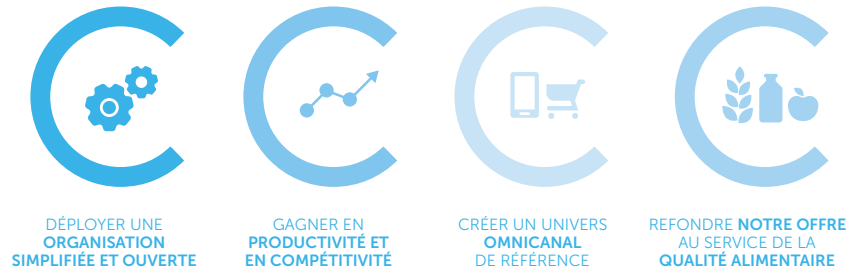 DÉPLOYER UNE
ORGANISATION
SIMPLIFIÉE ET OUVERTE
GAGNER EN
PRODUCTIVITÉ ET
EN COMPÉTITIVITÉ
CRÉER UN UNIVERS
OMNICANAL
DE RÉFÉRENCE
REFONDRE NOTRE OFFRE
AU SERVICE DE LA
QUALITÉ ALIMENTAIRE